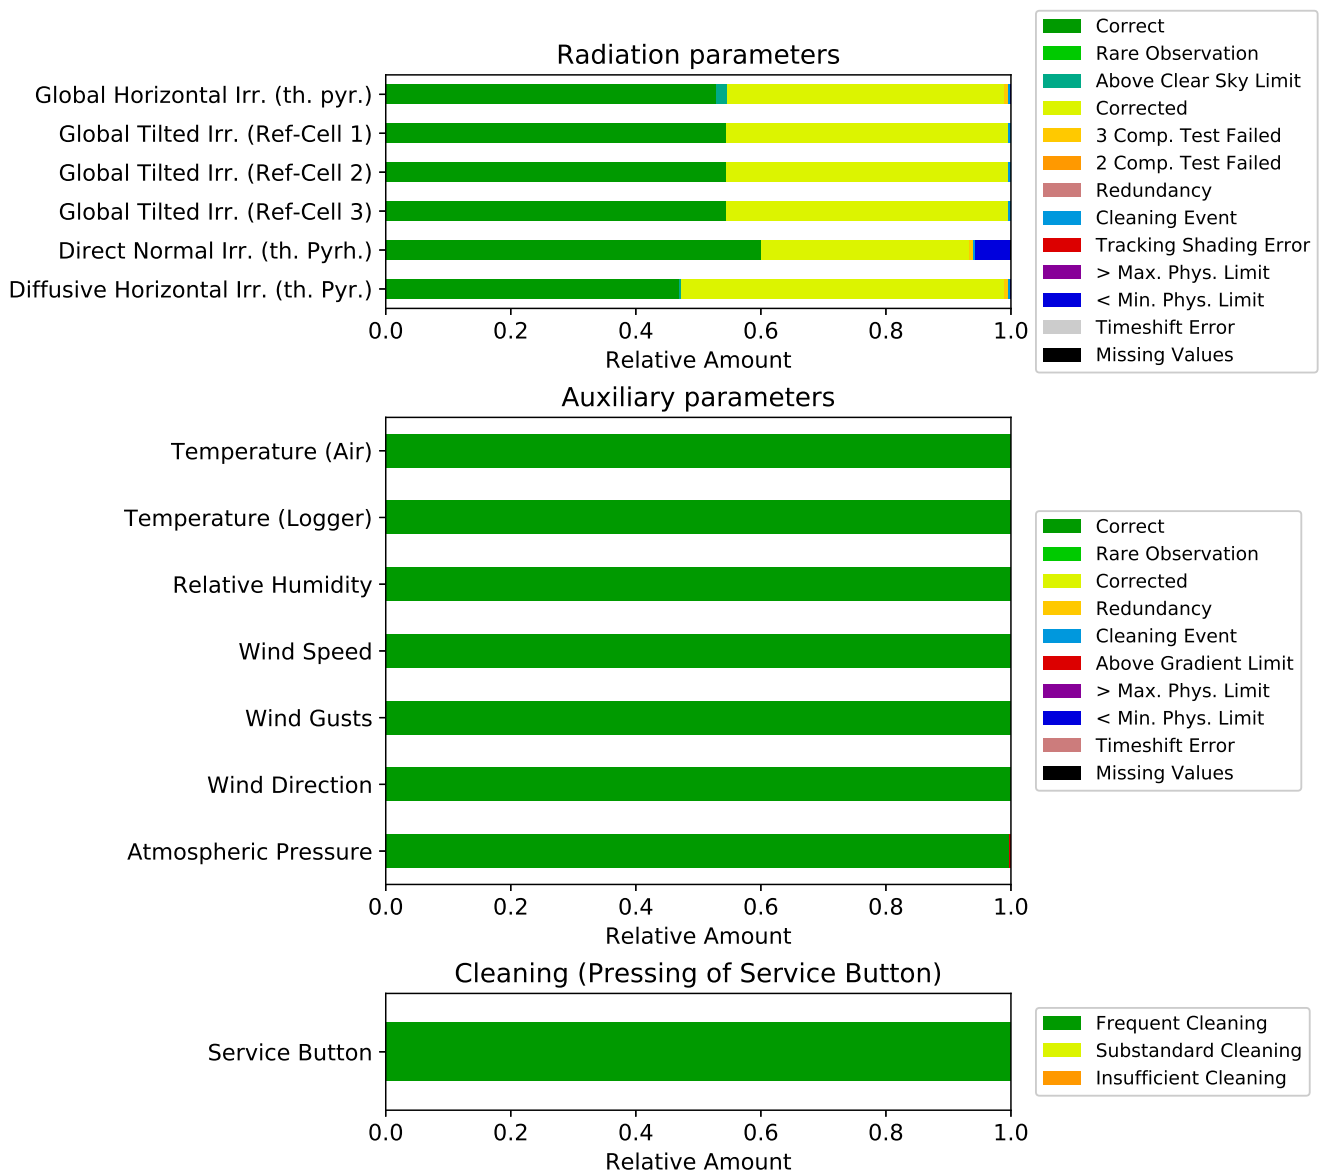 Radiation parameters
Global Horizontal Irr. (th. pyr.)
Global Tilted Irr. (Ref-Cell 1)
Global Tilted Irr. (Ref-Cell 2)
Global Tilted Irr. (Ref-Cell 3)
Direct Normal Irr. (th. Pyrh.)
Diffusive Horizontal Irr. (th. Pyr.)
0.0 0.2 0.4 0.6 0.8 1.0
Relative Amount
Correct
Rare Observation
Above Clear Sky Limit
Corrected
3 Comp. Test Failed
2 Comp. Test Failed
Redundancy
Cleaning Event
Tracking Shading Error
> Max. Phys. Limit
< Min. Phys. Limit
Timeshift Error
Missing Values
Auxiliary parameters
Temperature (Air)
Temperature (Logger)
Relative Humidity
Wind Speed
Wind Gusts
Wind Direction
Atmospheric Pressure
0.0 0.2 0.4 0.6 0.8 1.0
Relative Amount
Correct
Rare Observation
Corrected
Redundancy
Cleaning Event
Above Gradient Limit
> Max. Phys. Limit
< Min. Phys. Limit
Timeshift Error
Missing Values
Cleaning (Pressing of Service Button)
Service Button
0.0 0.2 0.4 0.6 0.8 1.0
Relative Amount
Frequent Cleaning
Substandard Cleaning
Insufficient Cleaning